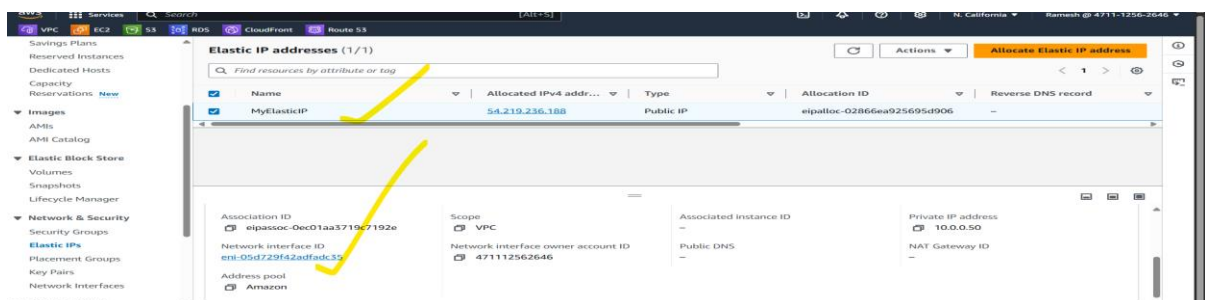 aws Services Search [Alt+S] N. California Ramesh @ 4711-1256-2646
VPC EC2 S3 RDS CloudFront Route 53
Savings Plans
Reserved Instances
Dedicated Hosts
Capacity
Reservations New
Images
AMIs
AMI Catalog
Elastic Block Store
Volumes
Snapshots
Lifecycle Manager
Network & Security
Security Groups
Elastic IPs
Placement Groups
Key Pairs
Network Interfaces
Elastic IP addresses (1/1) Actions Allocate Elastic IP address
Find resources by attribute or tag < 1 >
Name Allocated IPv4 addr... Type Allocation ID Reverse DNS record
MyElasticIP 54.219.236.188 Public IP eipalloc-02866ea925695d906 –
Association ID Scope Associated instance ID Private IP address
eipassoc-0ec01aa3719c7192e VPC – 10.0.0.50
Network interface ID Network interface owner account ID Public DNS NAT Gateway ID
eni-05d729f42adfadc35 471112562646 – –
Address pool
Amazon